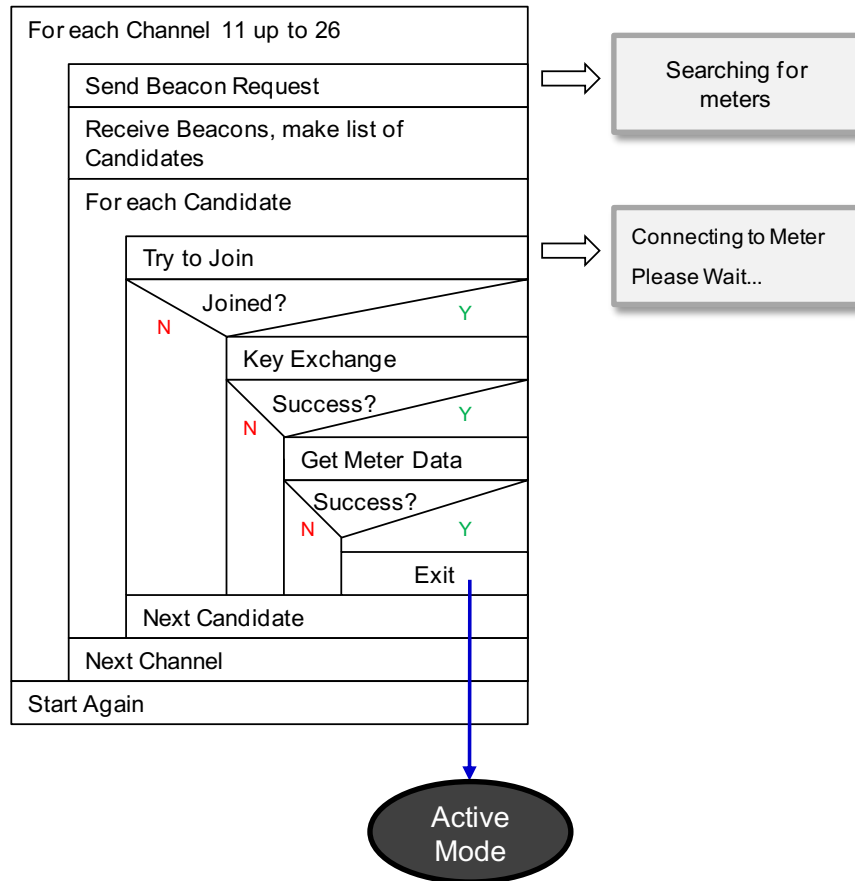 For each Channel 11 up to 26
Send Beacon Request
Searching for
meters
Receive Beacons, make list of
Candidates
For each Candidate
Try to Join
Connecting to Meter
Please Wait...
Joined?
N
Y
Key Exchange
Success?
N
Y
Get Meter Data
Success?
N
Y
Exit
Next Candidate
Next Channel
Start Again
Active
Mode